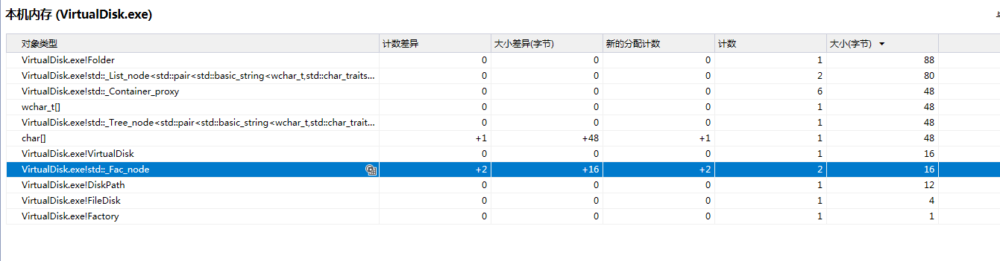 本机内存 (VirtualDisk.exe)
对象类型 计数差异 大小差异(字节) 新的分配计数 计数 大小(字节)
VirtualDisk.exe!Folder 0 0 0 1 88
VirtualDisk.exe!std::_List_node<std::pair<std::basic_string<wchar_t,std::char_traits... 0 0 0 2 80
VirtualDisk.exe!std::_Container_proxy 0 0 0 6 48
wchar_t[] 0 0 0 1 48
VirtualDisk.exe!std::_Tree_node<std::pair<std::basic_string<wchar_t,std::char_trait... 0 0 0 1 48
char[] +1 +48 +1 1 48
VirtualDisk.exe!VirtualDisk 0 0 0 1 16
VirtualDisk.exe!std::_Fac_node +2 +16 +2 2 16
VirtualDisk.exe!DiskPath 0 0 0 1 12
VirtualDisk.exe!FileDisk 0 0 0 1 4
VirtualDisk.exe!Factory 0 0 0 1 1